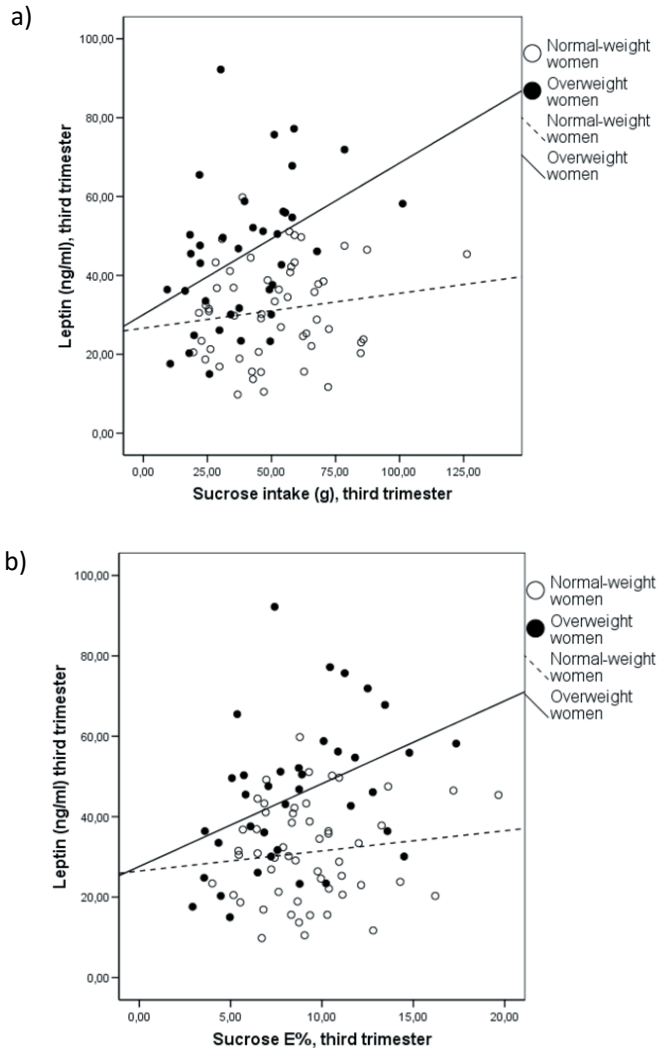 a)
100,00
80,00
60,00
40,00
20,00
0,00
Leptin (ng/ml), third trimester
0,00 25,00 50,00 75,00 100,00 125,00
Sucrose intake (g), third trimester
Normal-weight
women
Overweight
women
Normal-weight
women
Overweight
women
b)
100,00
80,00
60,00
40,00
20,00
0,00
Leptin (ng/ml) third trimester
0,00 5,00 10,00 15,00 20,00
Sucrose E%, third trimester
Normal-weight
women
Overweight
women
Normal-weight
women
Overweight
women